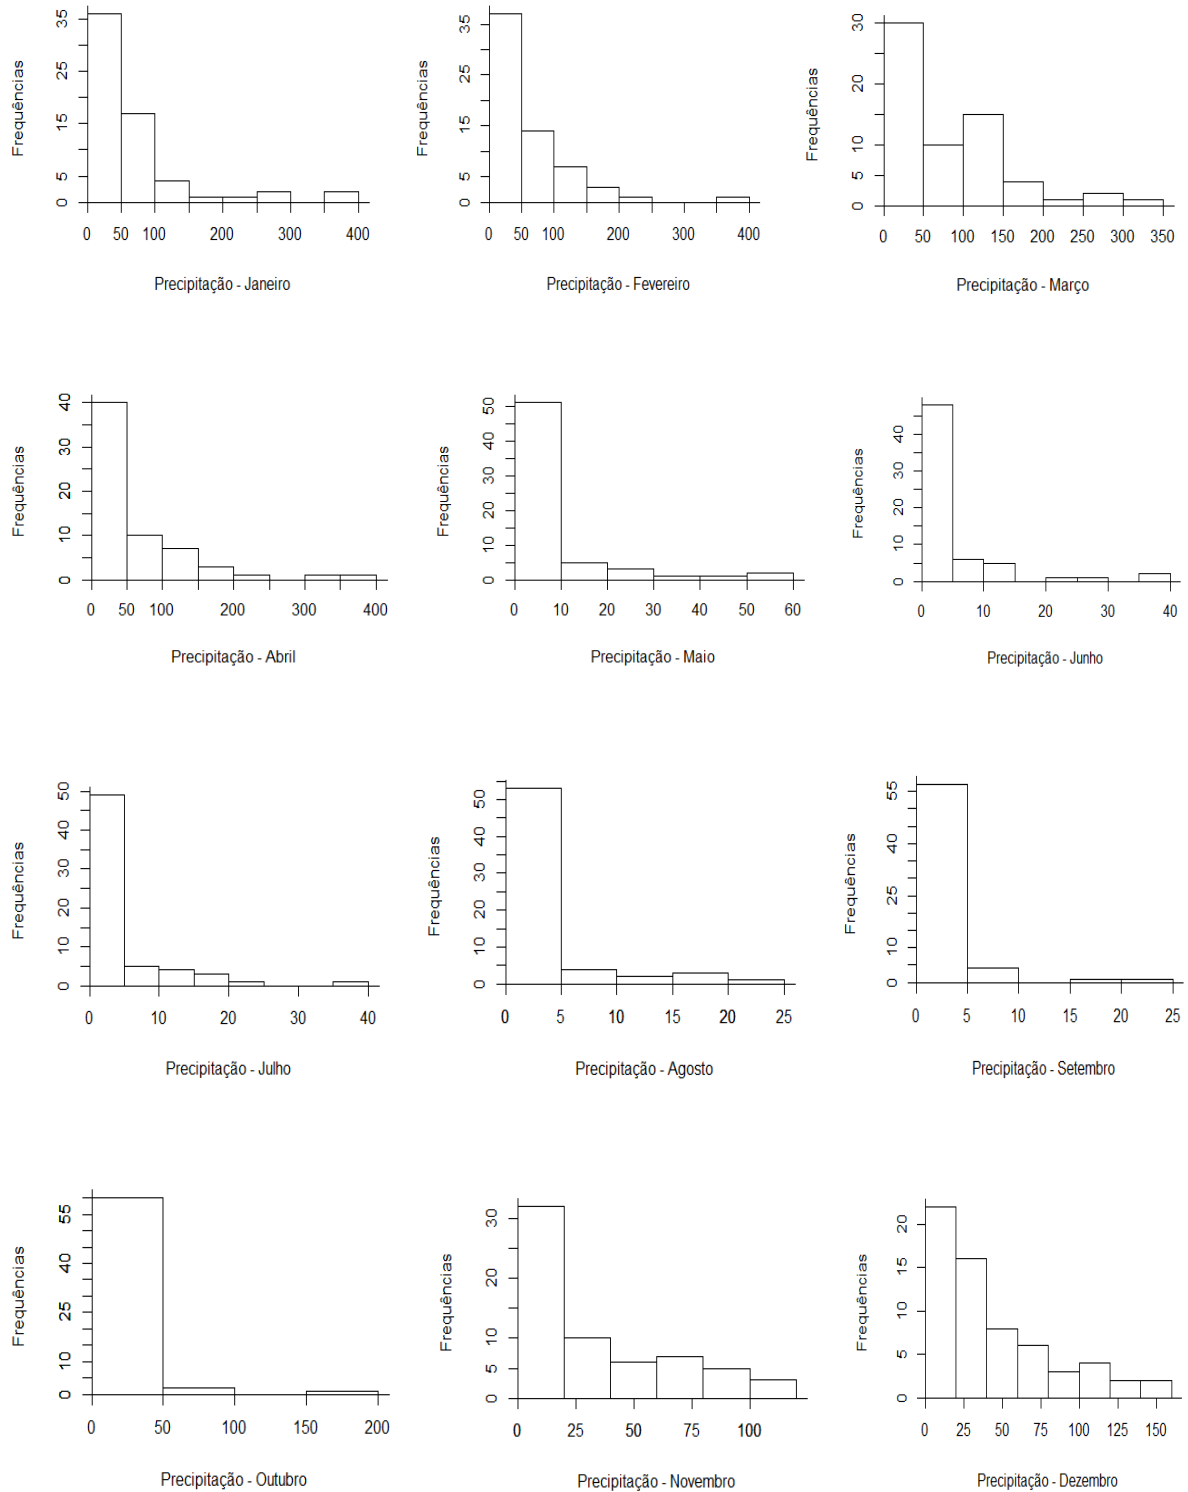 Frequências
35
25
15
5
0
0 50 100 200 300 400
Precipitação - Janeiro
Frequências
35
25
15
5
0
0 50 100 200 300 400
Precipitação - Fevereiro
Frequências
30
20
10
5
0
0 50 100 150 200 250 300 350
Precipitação - Março
Frequências
40
30
20
10
0
0 50 100 200 300 400
Precipitação - Abril
Frequências
50
40
30
20
10
0
0 10 20 30 40 50 60
Precipitação - Maio
Frequências
40
30
20
10
0
0 10 20 30 40
Precipitação - Junho
Frequências
50
40
30
20
10
0
0 10 20 30 40
Precipitação - Julho
Frequências
50
40
30
20
10
0
0 5 10 15 20 25
Precipitação - Agosto
Frequências
55
40
25
10
0
0 5 10 15 20 25
Precipitação - Setembro
Frequências
55
40
25
10
0
0 50 100 150 200
Precipitação - Outubro
Frequências
30
20
10
5
0
0 25 50 75 100
Precipitação - Novembro
Frequências
20
15
10
5
0
0 25 50 75 100 125 150
Precipitação - Dezembro